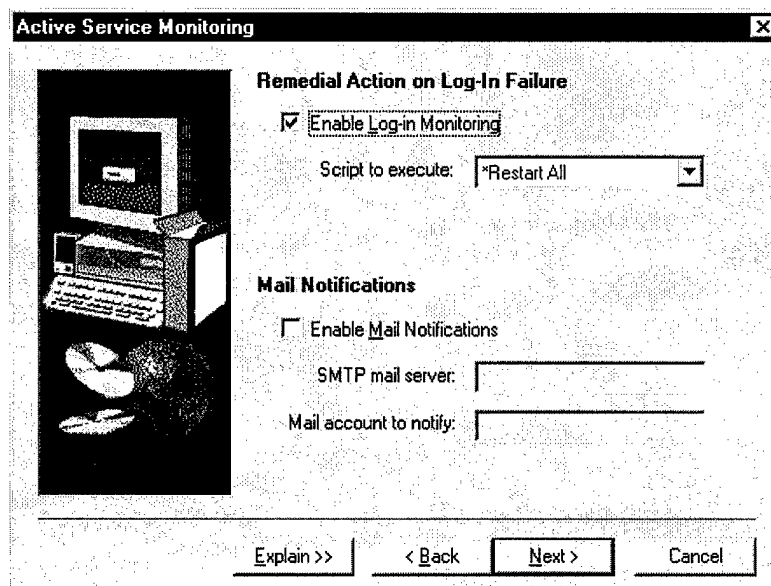 Active Service Monitoring
Remedial Action on Log-In Failure
Enable Log-in Monitoring
Script to execute: *Restart All
Mail Notifications
Enable Mail Notifications
SMTP mail server:
Mail account to notify:
Explain >> < Back Next > Cancel